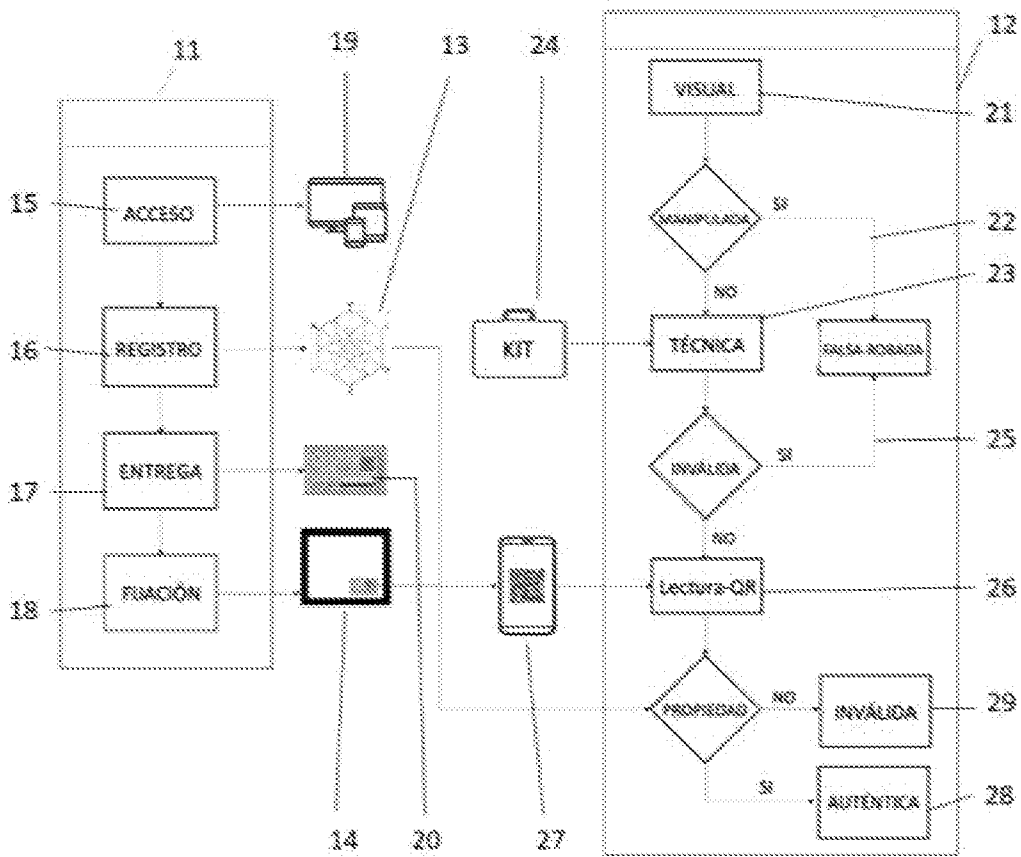 11
19
13
24
12
VISUAL
21
15
ACCESO
MANIPULADA
SI
22
23
NO
16
REGISTRO
KIT
TÉCNICA
FALSA-ROBADA
25
ENTREGA
INVÁLIDA
SI
17
NO
FIJACIÓN
Lectura-QR
26
18
PROPIEDAD
NO
INVÁLIDA
29
SI
AUTÉNTICA
28
14
20
27